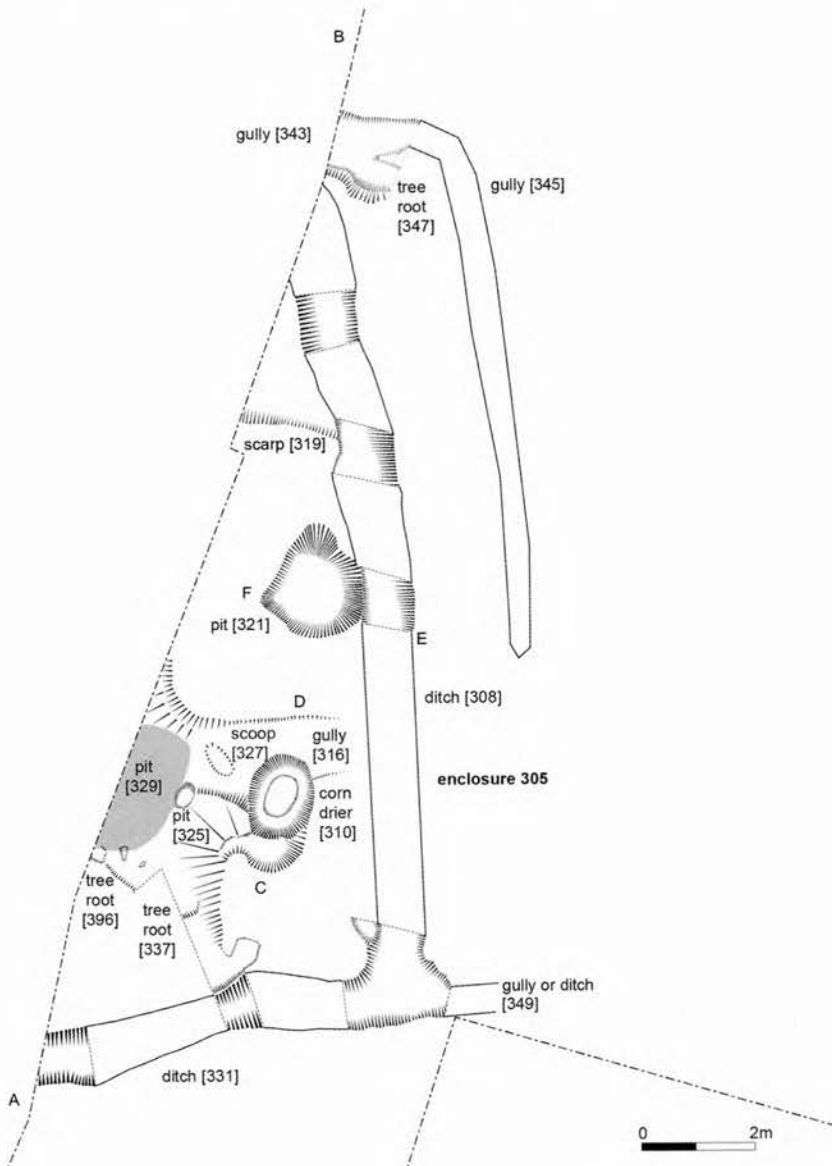 B
gully [343]
gully [345]
tree
root
[347]
scarp [319]
F
pit [321]
E
ditch [308]
D
scoop
[327]
gully
[316]
pit
[329]
enclosure 305
corn
drier
[310]
pit
[325]
C
tree
root
[396]
tree
root
[337]
gully or ditch
[349]
ditch [331]
A
0 2m